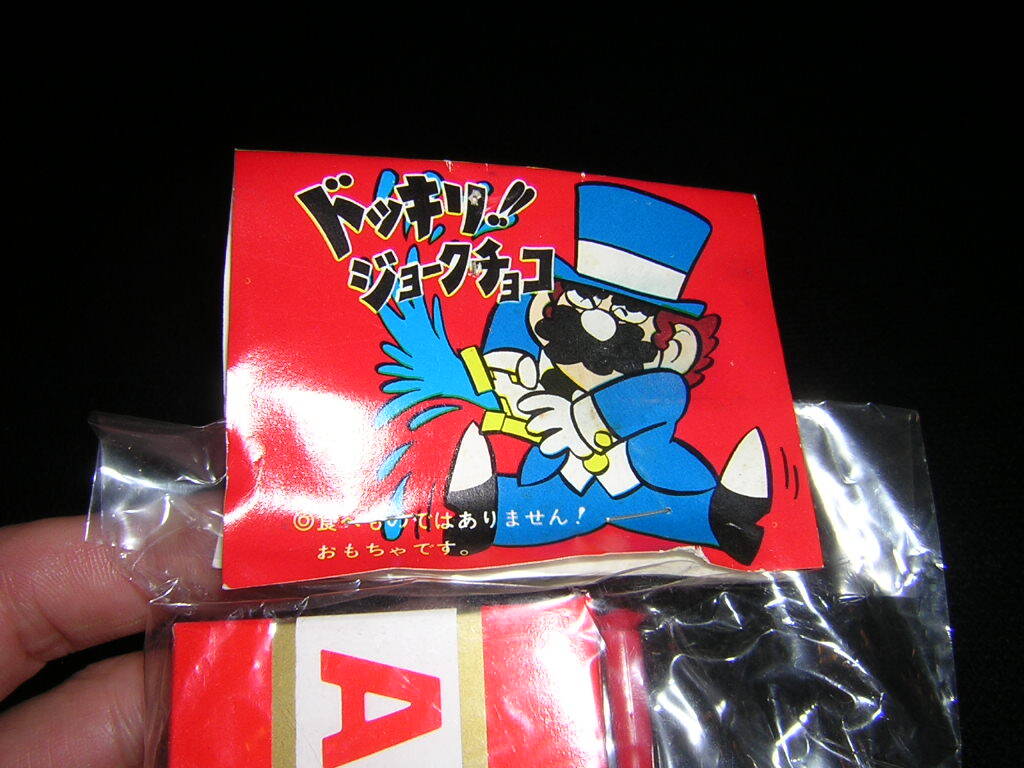 ドッキリ!!
ジョークチョコ
◎食べものではありません!
おもちゃです。
A